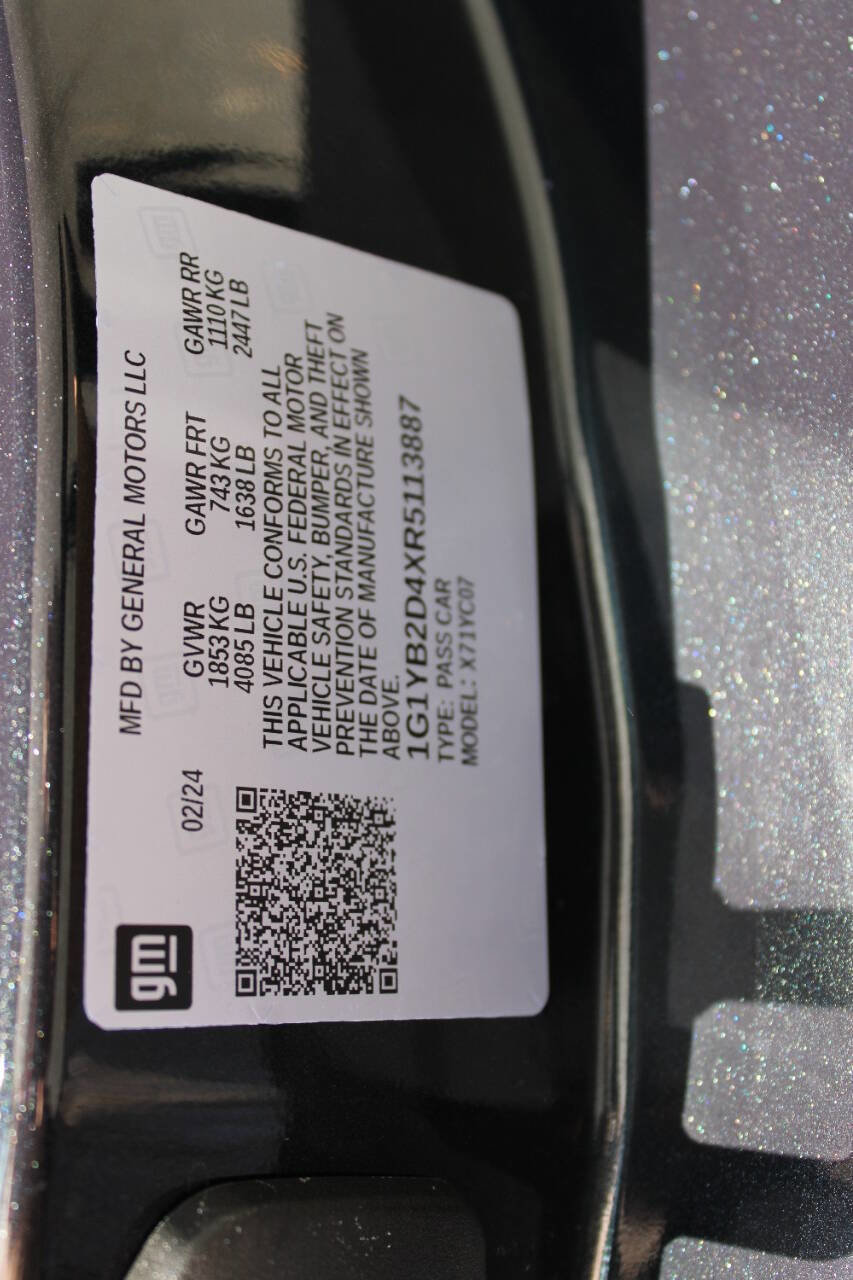 gm
02/24
MFD BY GENERAL MOTORS LLC
GVWR GAWR FRT GAWR RR
1853 KG 743 KG 1110 KG
4085 LB 1638 LB 2447 LB
THIS VEHICLE CONFORMS TO ALL
APPLICABLE U.S. FEDERAL MOTOR
VEHICLE SAFETY, BUMPER, AND THEFT
PREVENTION STANDARDS IN EFFECT ON
THE DATE OF MANUFACTURE SHOWN
ABOVE.
1G1YB2D4XR5113887
TYPE: PASS CAR
MODEL: X71YC07